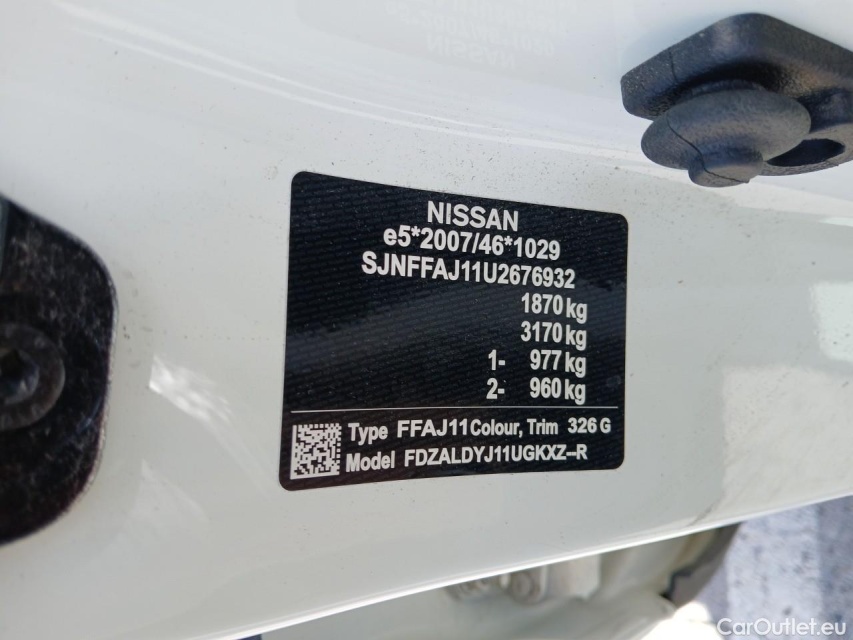 NISSAN
e5*2007/46*1029
SJNFFAJ11U2676932
1870 kg
3170 kg
1- 977 kg
2- 960 kg
Type FFAJ11 Colour, Trim 326 G
Model FDZALDYJ11UGKXZ-R
CarOutlet.eu